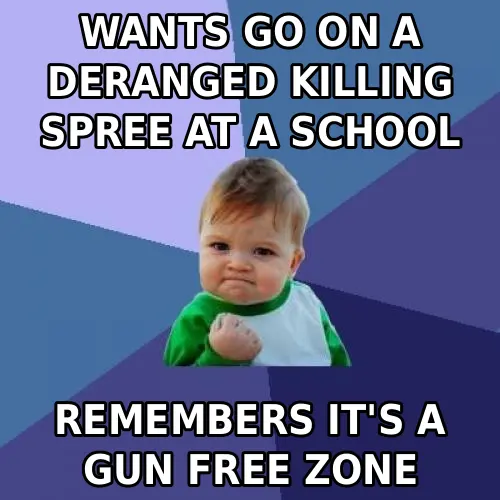 WANTS GO ON A
DERANGED KILLING
SPREE AT A SCHOOL
REMEMBERS IT'S A
GUN FREE ZONE